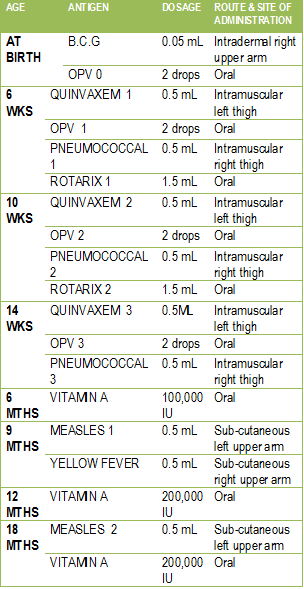 AGE ANTIGEN DOSAGE ROUTE & SITE OF
ADMINISTRATION
AT B.C.G 0.05 mL Intradermal right
BIRTH upper arm
OPV 0 2 drops Oral
6 QUINVAXEM 1 0.5 mL Intramuscular
WKS left thigh
OPV 1 2 drops Oral
PNEUMOCOCCAL 0.5 mL Intramuscular
1 right thigh
ROTARIX 1 1.5 mL Oral
10 QUINVAXEM 2 0.5 mL Intramuscular
WKS left thigh
OPV 2 2 drops Oral
PNEUMOCOCCAL 0.5 mL Intramuscular
2 right thigh
ROTARIX 2 1.5 mL Oral
14 QUINVAXEM 3 0.5ML Intramuscular
WKS left thigh
OPV 3 2 drops Oral
PNEUMOCOCCAL 0.5 mL Intramuscular
3 right thigh
6 VITAMIN A 100,000 Oral
MTHS IU
9 MEASLES 1 0.5 mL Sub-cutaneous
MTHS left upper arm
YELLOW FEVER 0.5 mL Sub-cutaneous
right upper arm
12 VITAMIN A 200,000 Oral
MTHS IU
18 MEASLES 2 0.5 mL Sub-cutaneous
MTHS left upper arm
VITAMIN A 200,000 Oral
IU